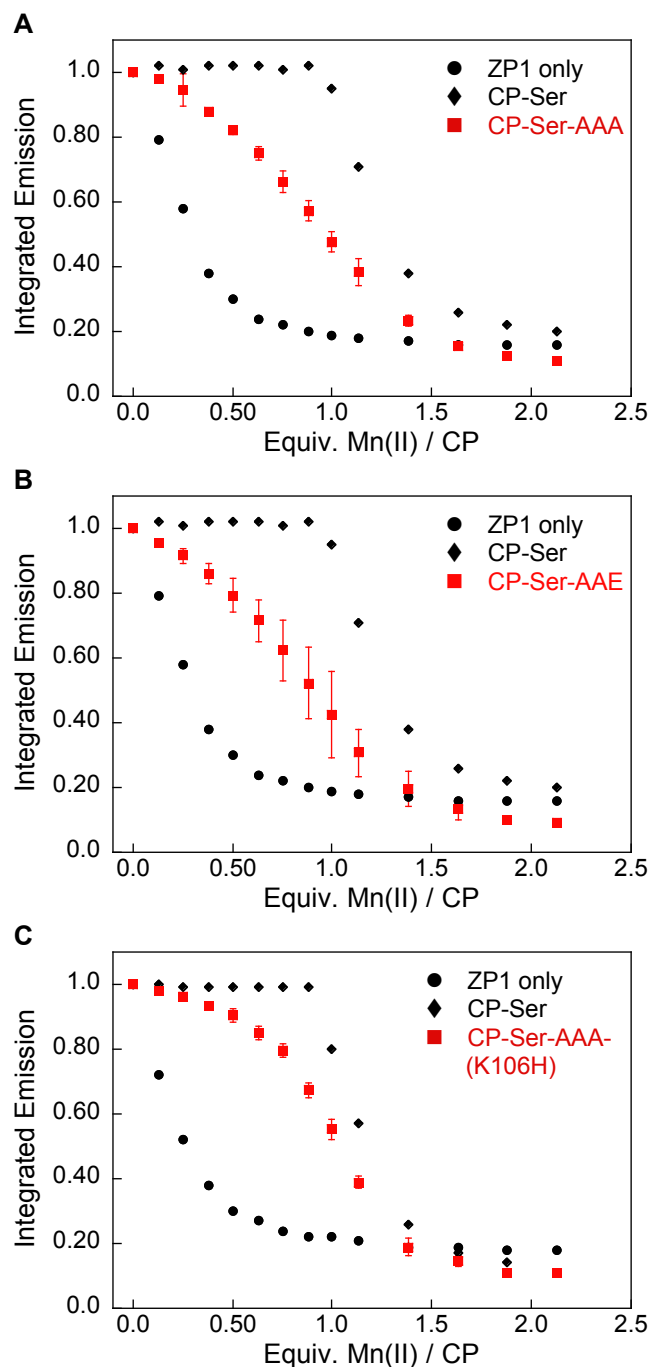 A
ZP1 only
CP-Ser
CP-Ser-AAA
Integrated Emission
1.0
0.80
0.60
0.40
0.20
0.0
0.0 0.50 1.0 1.5 2.0 2.5
Equiv. Mn(II) / CP
B
ZP1 only
CP-Ser
CP-Ser-AAE
Integrated Emission
1.0
0.80
0.60
0.40
0.20
0.0
0.0 0.50 1.0 1.5 2.0 2.5
Equiv. Mn(II) / CP
C
ZP1 only
CP-Ser
CP-Ser-AAA-
(K106H)
Integrated Emission
1.0
0.80
0.60
0.40
0.20
0.0
0.0 0.50 1.0 1.5 2.0 2.5
Equiv. Mn(II) / CP